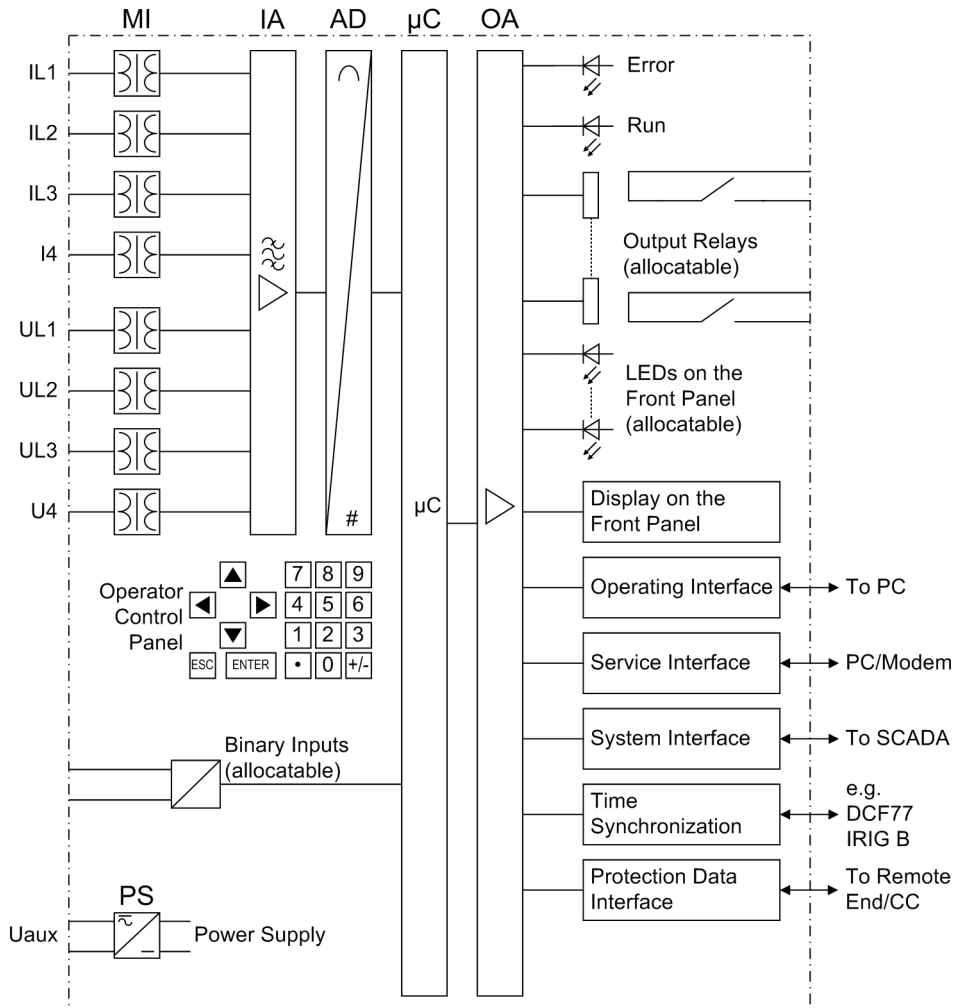 MI IA AD µC OA
IL1
IL2
IL3
I4
UL1
UL2
UL3
U4
#
µC
Error
Run
Output Relays
(allocatable)
LEDs on the
Front Panel
(allocatable)
Display on the
Front Panel
Operating Interface
To PC
Service Interface
PC/Modem
System Interface
To SCADA
Time
Synchronization
e.g.
DCF77
IRIG B
Protection Data
Interface
To Remote
End/CC
Operator
Control
Panel
7 8 9
4 5 6
1 2 3
ESC ENTER • 0 +/-
Binary Inputs
(allocatable)
PS
Uaux
Power Supply